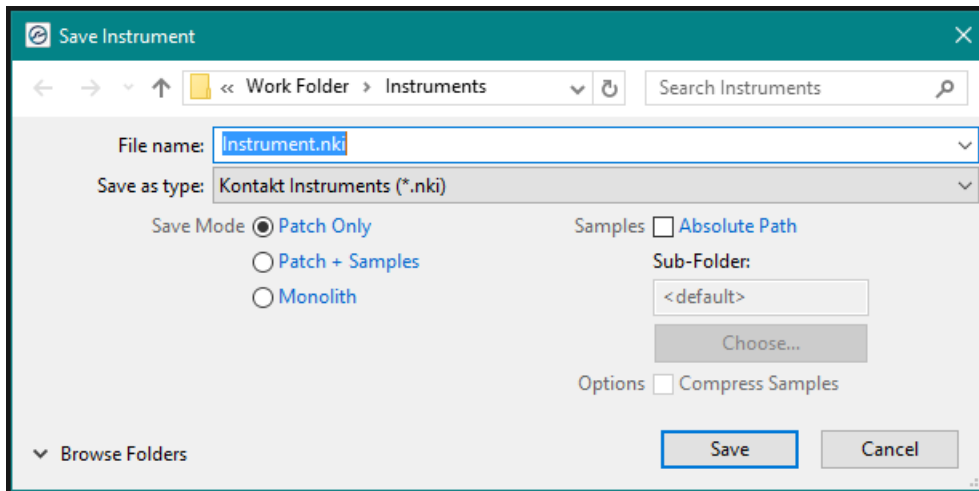 Save Instrument
« Work Folder > Instruments
Search Instruments
File name: Instrument.nki
Save as type: Kontakt Instruments (*.nki)
Save Mode Patch Only Samples Absolute Path
Patch + Samples Sub-Folder:
Monolith <default>
Choose...
Options Compress Samples
Browse Folders Save Cancel